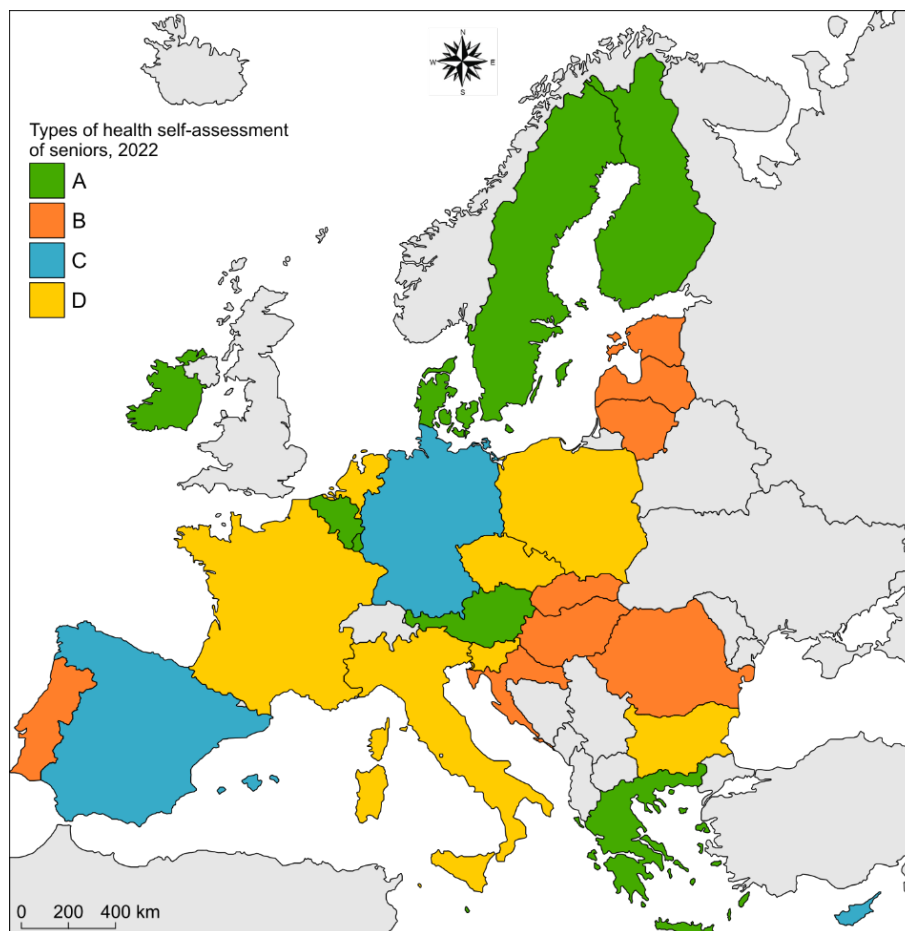 N
W E
S
Types of health self-assessment
of seniors, 2022
A
B
C
D
0 200 400 km